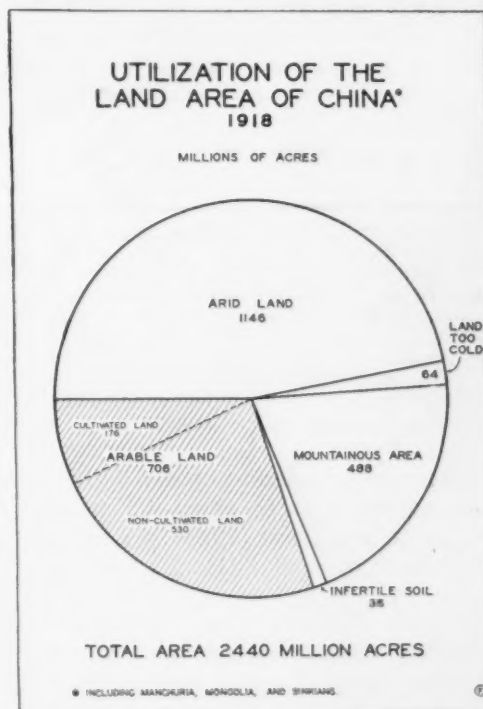 UTILIZATION OF THE
LAND AREA OF CHINA*
1918
MILLIONS OF ACRES
ARID LAND
1146
LAND
TOO
COLD
64
CULTIVATED LAND
176
ARABLE LAND
706
MOUNTAINOUS AREA
488
NON-CULTIVATED LAND
530
INFERTILE SOIL
36
TOTAL AREA 2440 MILLION ACRES
* INCLUDING MANCHURIA, MONGOLIA, AND SINKIANG.